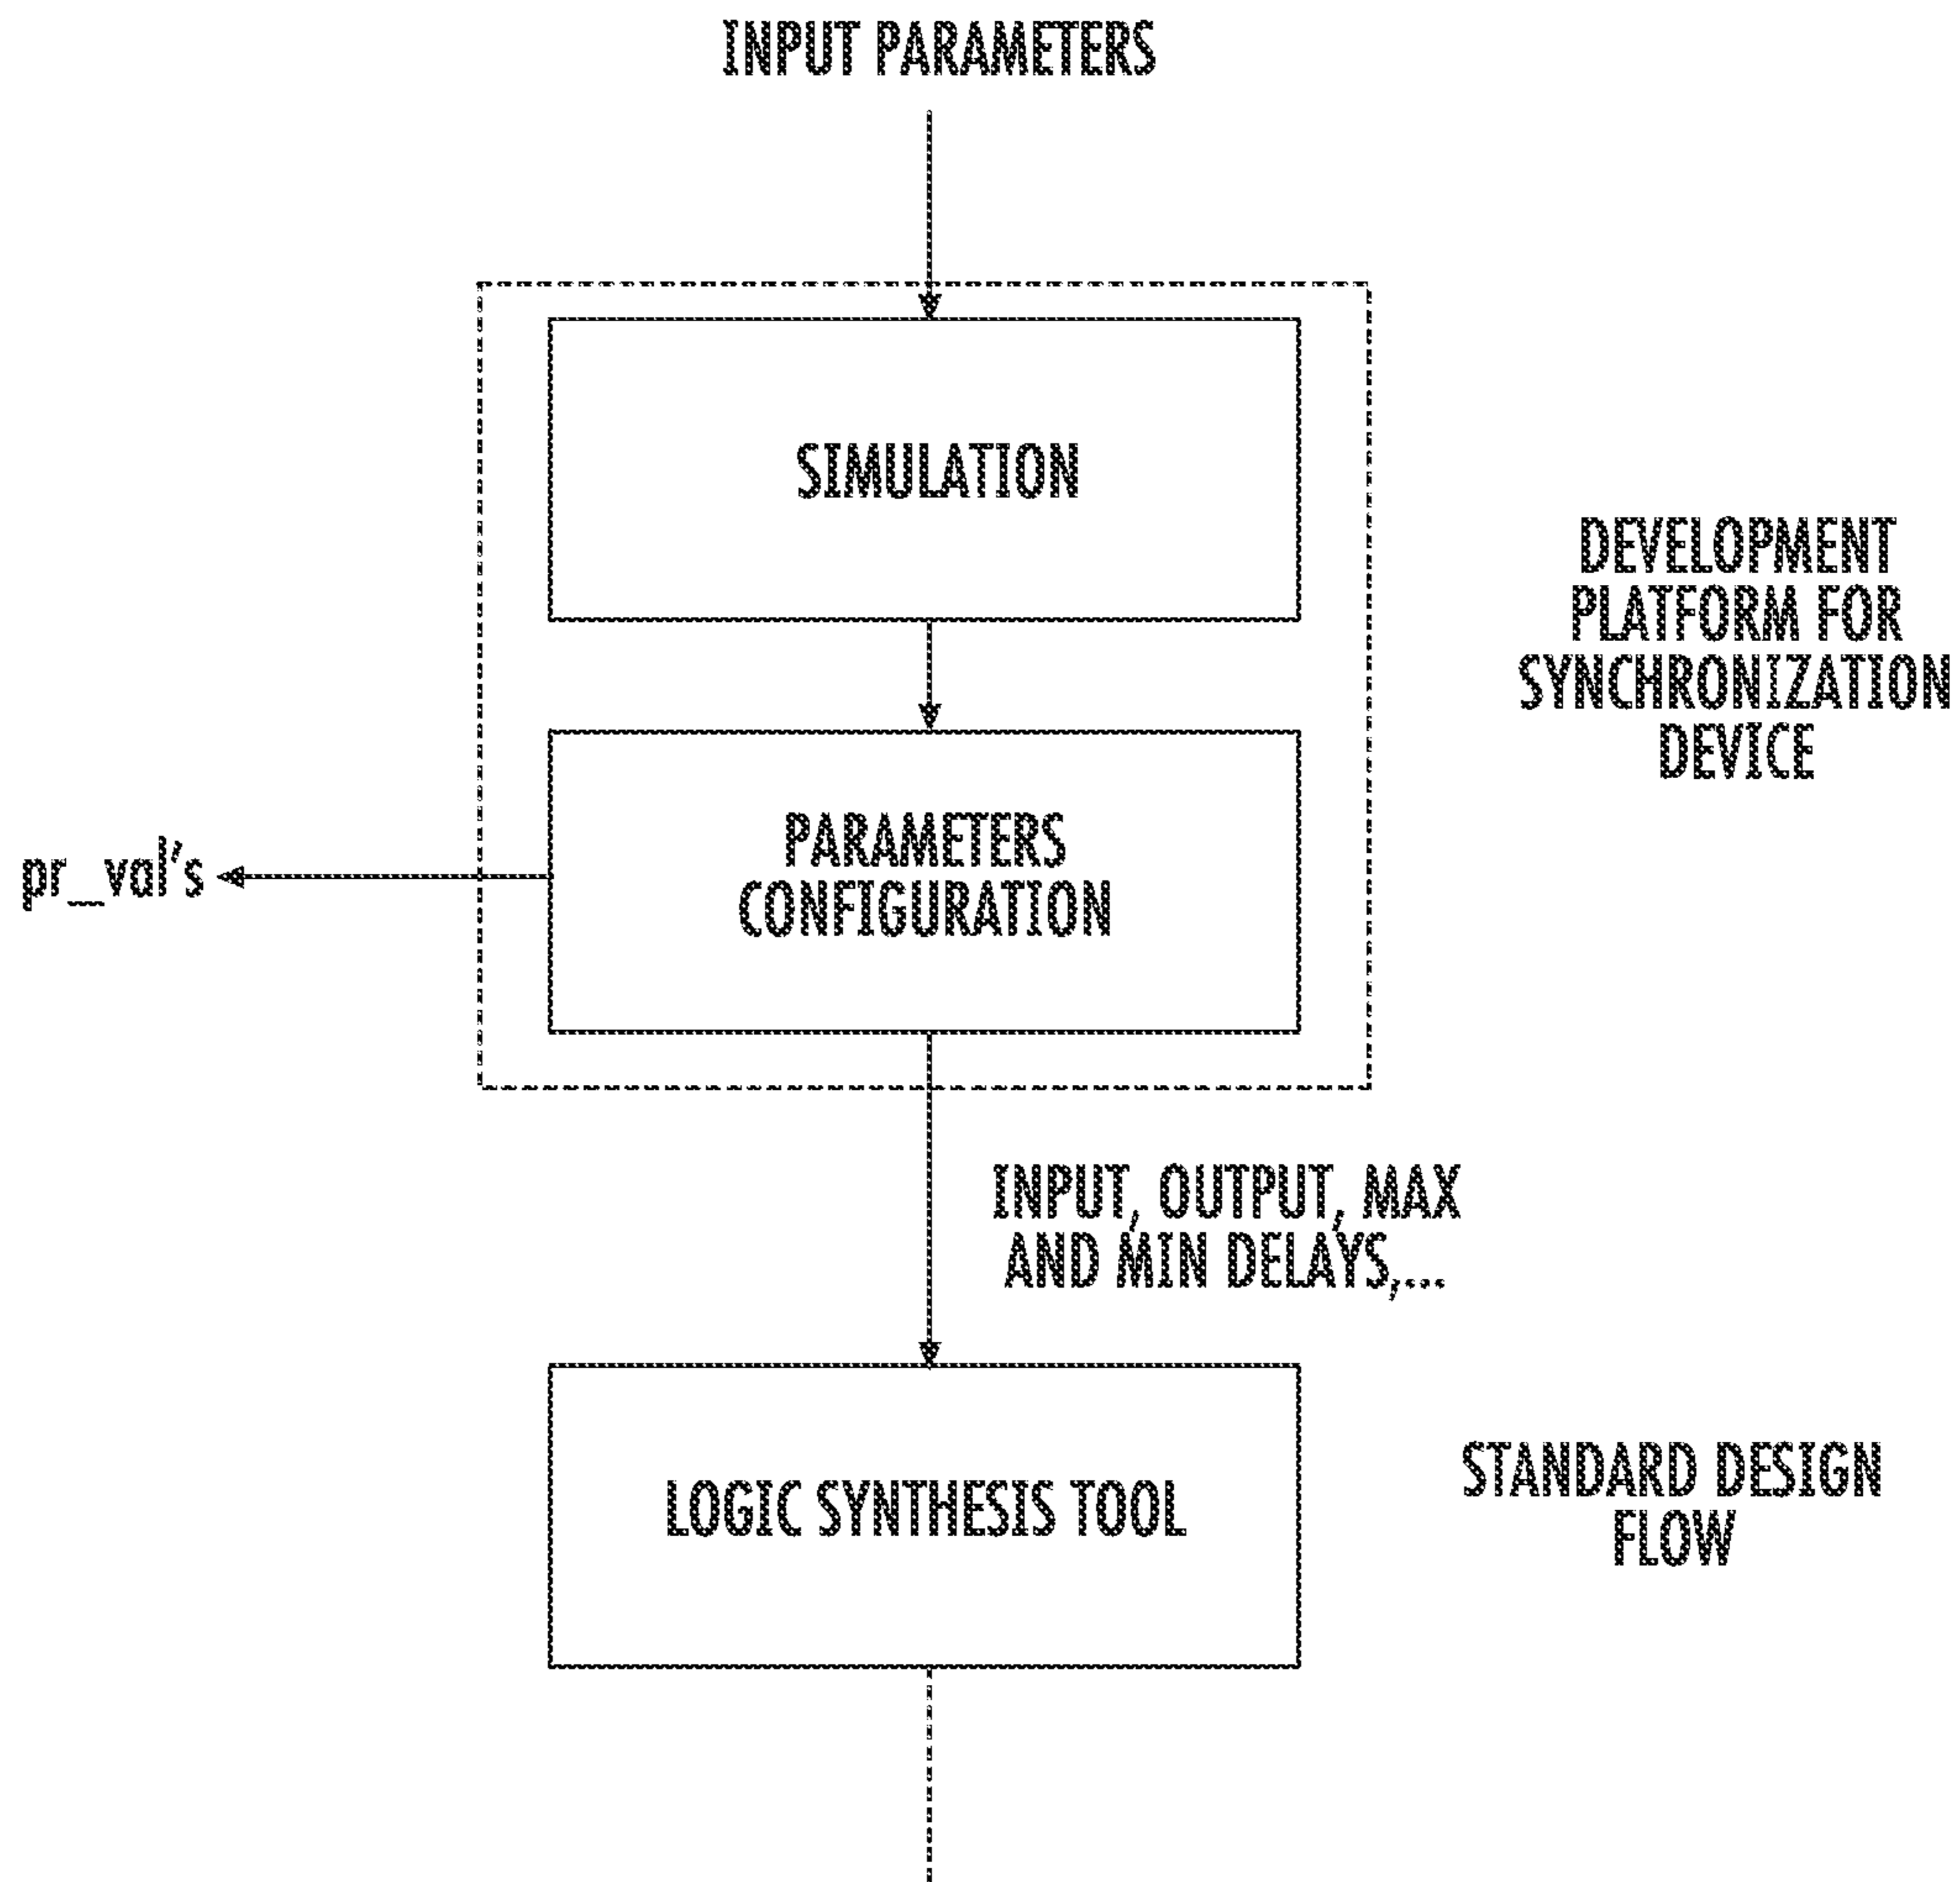 INPUT PARAMETERS
SIMULATION
DEVELOPMENT
PLATFORM FOR
SYNCHRONIZATION
DEVICE
PARAMETERS
CONFIGURATION
pr_val's
INPUT, OUTPUT, MAX
AND MIN DELAYS,...
LOGIC SYNTHESIS TOOL
STANDARD DESIGN
FLOW